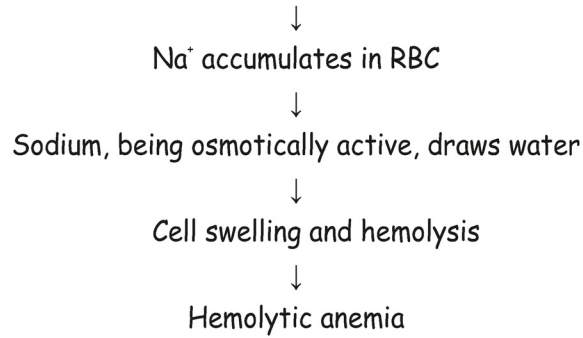 ↓
Na⁺ accumulates in RBC
↓
Sodium, being osmotically active, draws water
↓
Cell swelling and hemolysis
↓
Hemolytic anemia